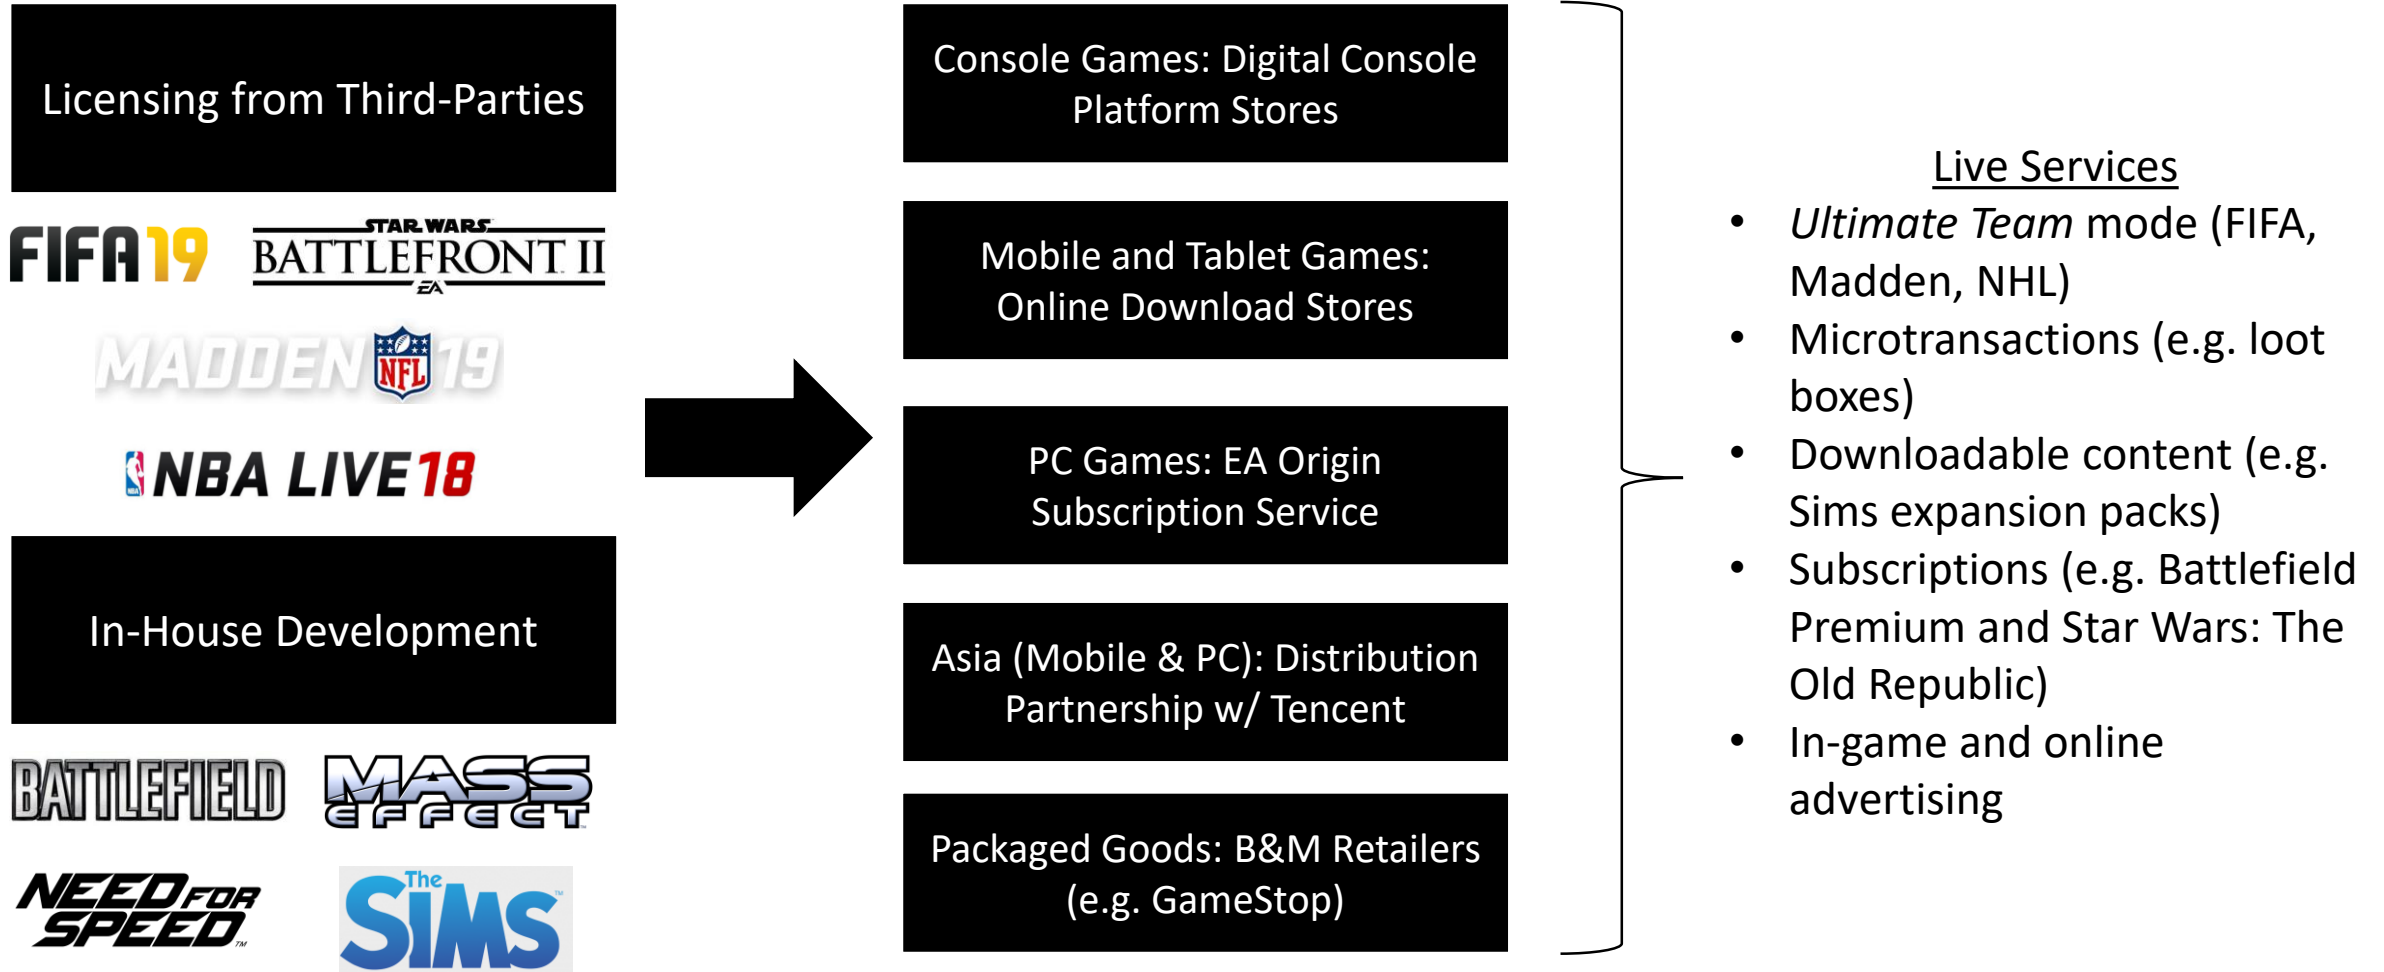 Licensing from Third-Parties
FIFA 19
STAR WARS
BATTLEFRONT II
EA
MADDEN NFL 19
NBA
NBA LIVE 18
In-House Development
BATTLEFIELD
MASS
EFFECT
NEED FOR
SPEED™
The
SIMS™
Console Games: Digital Console
Platform Stores
Mobile and Tablet Games:
Online Download Stores
PC Games: EA Origin
Subscription Service
Asia (Mobile & PC): Distribution
Partnership w/ Tencent
Packaged Goods: B&M Retailers
(e.g. GameStop)
Live Services
• Ultimate Team mode (FIFA,
Madden, NHL)
• Microtransactions (e.g. loot
boxes)
• Downloadable content (e.g.
Sims expansion packs)
• Subscriptions (e.g. Battlefield
Premium and Star Wars: The
Old Republic)
• In-game and online
advertising